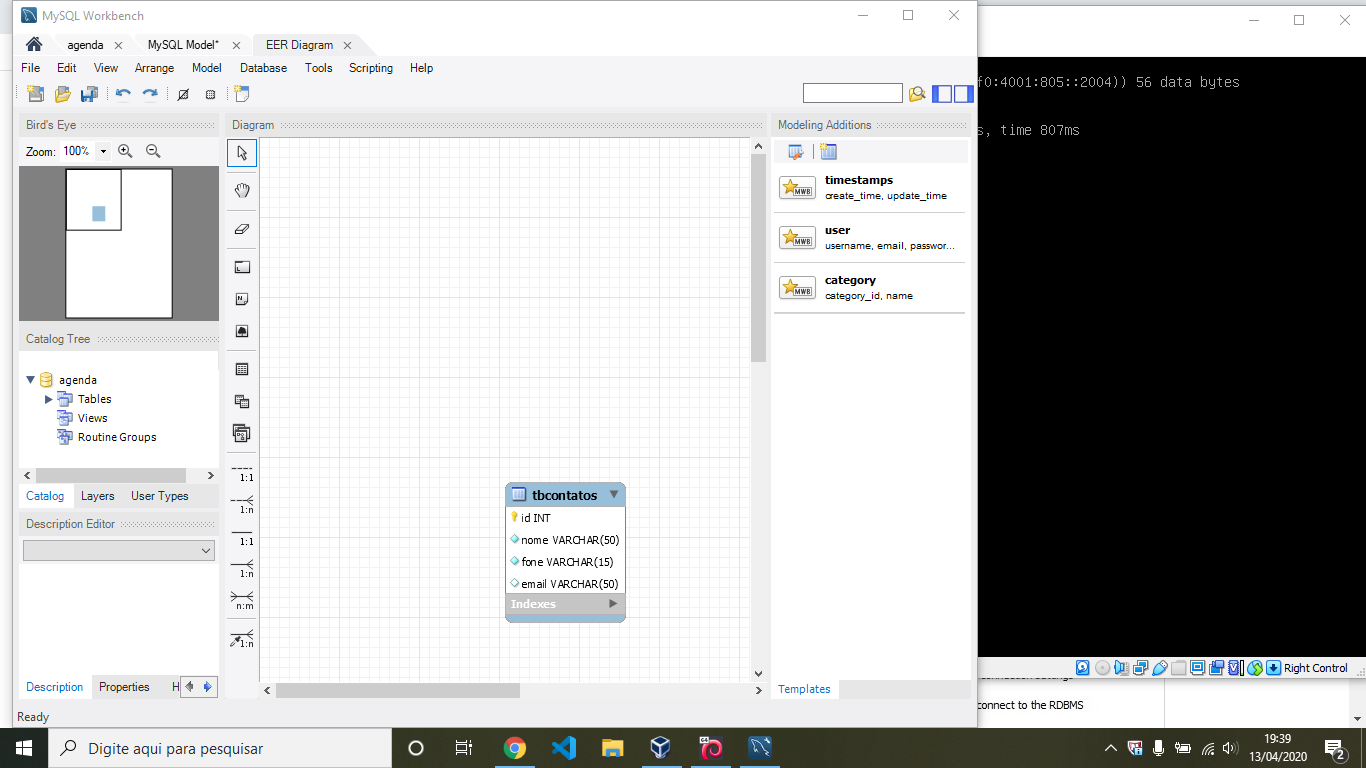 MySQL Workbench
agenda
MySQL Model*
EER Diagram
File Edit View Arrange Model Database Tools Scripting Help
Bird's Eye
Zoom: 100%
Catalog Tree
agenda
Tables
Views
Routine Groups
Catalog Layers User Types
Description Editor
Description Properties H
Ready
Diagram
1:1
1:n
1:1
1:n
n:m
1:n
tbcontatos
id INT
nome VARCHAR(50)
fone VARCHAR(15)
email VARCHAR(50)
Indexes
Modeling Additions
MWB
timestamps
create_time, update_time
MWB
user
username, email, passwor...
MWB
category
category_id, name
Templates
f0:4001:805::2004)) 56 data bytes
s, time 807ms
Right Control
connect to the RDBMS
Digite aqui para pesquisar
19:39
13/04/2020
2